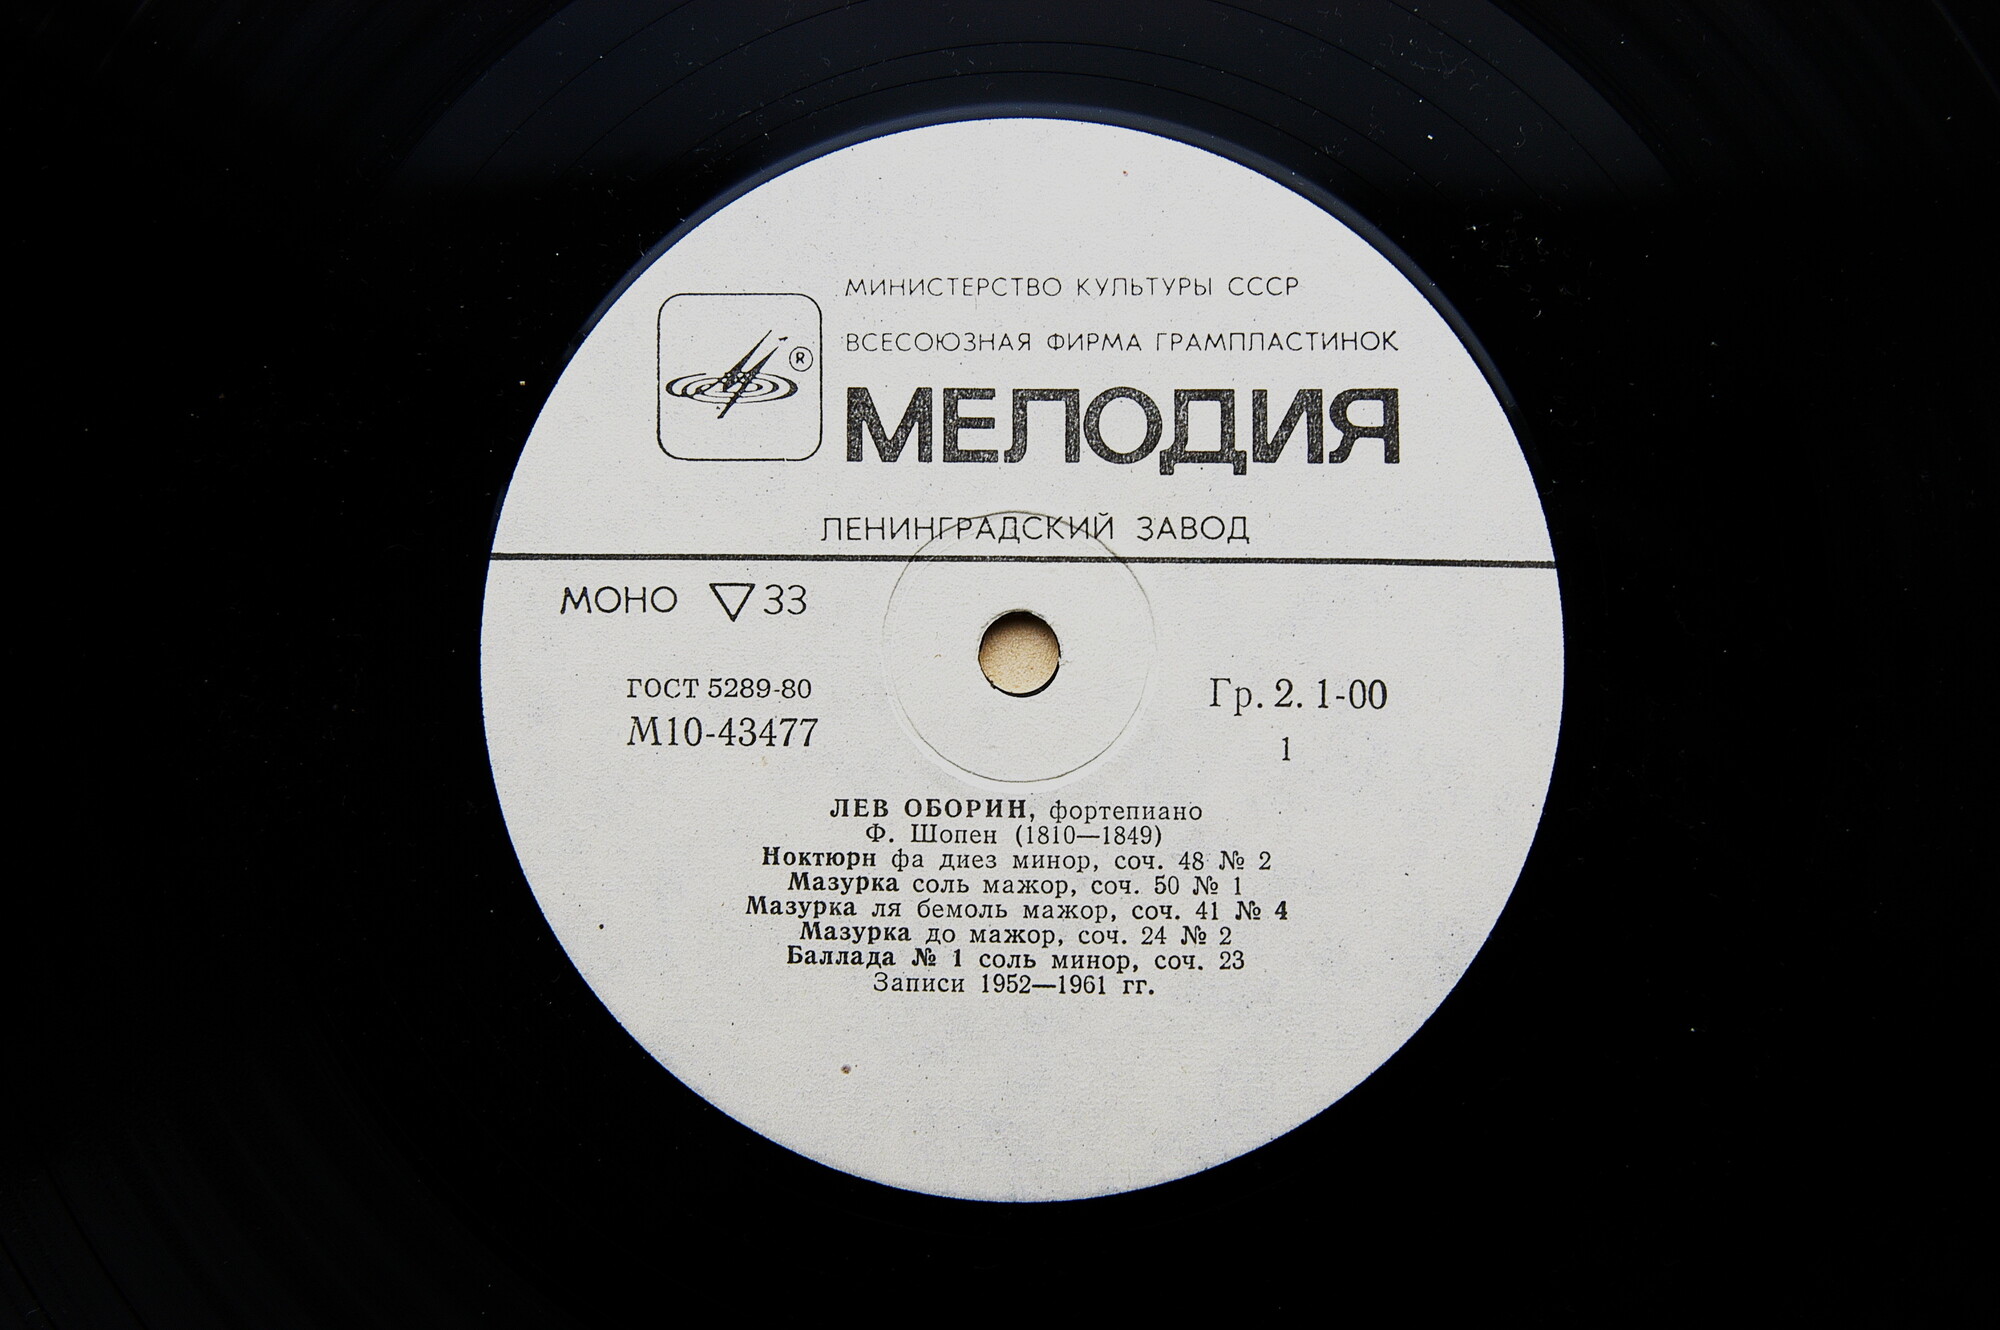 МИНИСТЕРСТВО КУЛЬТУРЫ СССР
ВСЕСОЮЗНАЯ ФИРМА ГРАМПЛАСТИНОК
®
МЕЛОДИЯ
ЛЕНИНГРАДСКИЙ ЗАВОД
МОНО ▽ 33
ГОСТ 5289-80
М10-43477
Гр. 2. 1-00
1
ЛЕВ ОБОРИН, фортепиано
Ф. Шопен (1810—1849)
Ноктюрн фа диез минор, соч. 48 № 2
Мазурка соль мажор, соч. 50 № 1
Мазурка ля бемоль мажор, соч. 41 № 4
Мазурка до мажор, соч. 24 № 2
Баллада № 1 соль минор, соч. 23
Записи 1952—1961 гг.